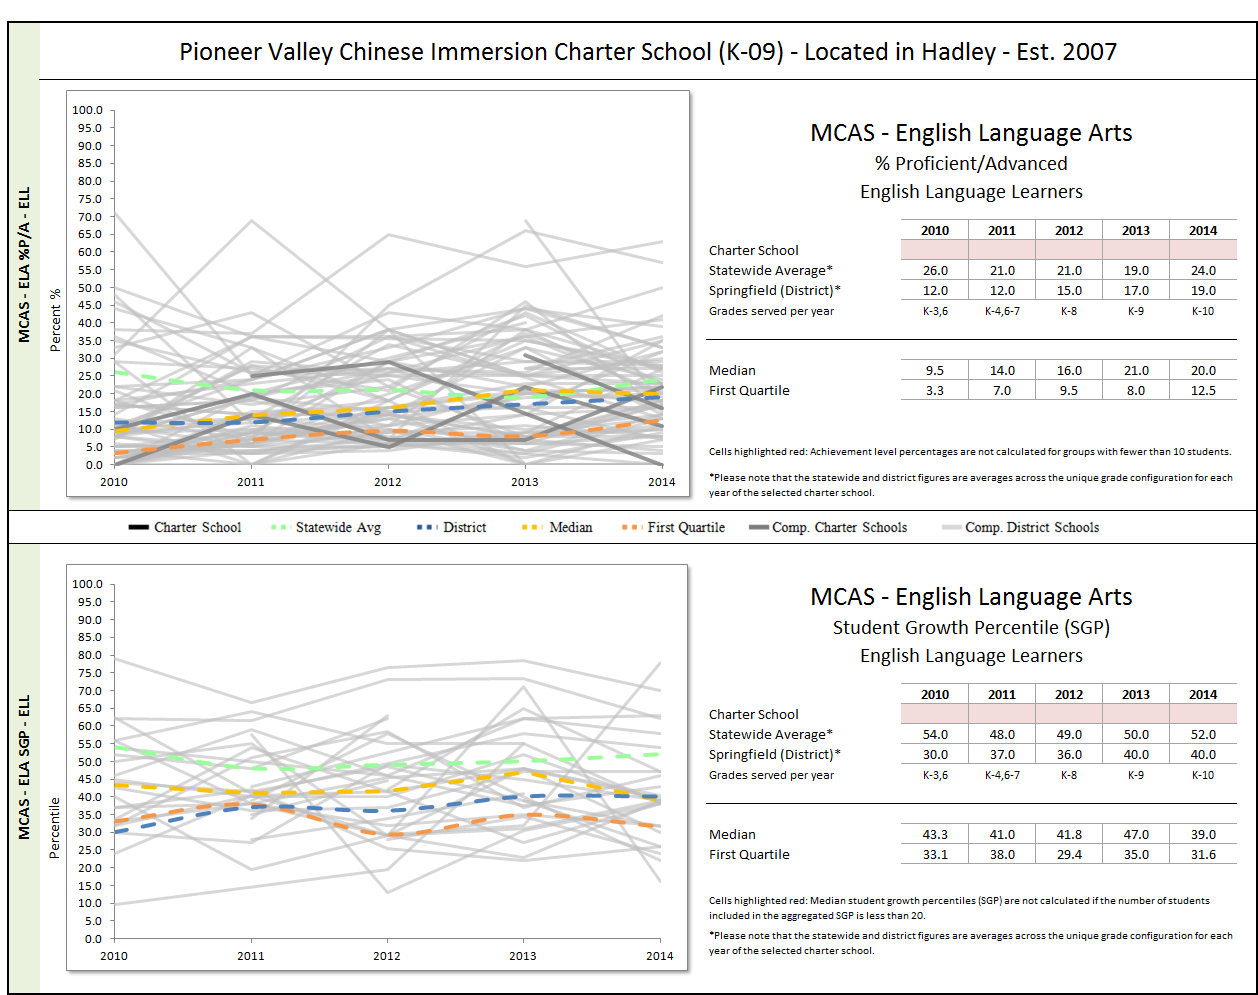 Pioneer Valley Chinese Immersion Charter School (K-09) - Located in Hadley - Est. 2007
MCAS - ELA %P/A - ELL
Percent %
100.0
95.0
90.0
85.0
80.0
75.0
70.0
65.0
60.0
55.0
50.0
45.0
40.0
35.0
30.0
25.0
20.0
15.0
10.0
5.0
0.0
2010 2011 2012 2013 2014
MCAS - English Language Arts
% Proficient/Advanced
English Language Learners
2010 2011 2012 2013 2014
Charter School
Statewide Average* 26.0 21.0 21.0 19.0 24.0
Springfield (District)* 12.0 12.0 15.0 17.0 19.0
Grades served per year K-3,6 K-4,6-7 K-8 K-9 K-10
Median 9.5 14.0 16.0 21.0 20.0
First Quartile 3.3 7.0 9.5 8.0 12.5
Cells highlighted red: Achievement level percentages are not calculated for groups with fewer than 10 students.
*Please note that the statewide and district figures are averages across the unique grade configuration for each
year of the selected charter school.
Charter School Statewide Avg District Median First Quartile Comp. Charter Schools Comp. District Schools
MCAS - ELA SGP - ELL
Percentile
100.0
95.0
90.0
85.0
80.0
75.0
70.0
65.0
60.0
55.0
50.0
45.0
40.0
35.0
30.0
25.0
20.0
15.0
10.0
5.0
0.0
2010 2011 2012 2013 2014
MCAS - English Language Arts
Student Growth Percentile (SGP)
English Language Learners
2010 2011 2012 2013 2014
Charter School
Statewide Average* 54.0 48.0 49.0 50.0 52.0
Springfield (District)* 30.0 37.0 36.0 40.0 40.0
Grades served per year K-3,6 K-4,6-7 K-8 K-9 K-10
Median 43.3 41.0 41.8 47.0 39.0
First Quartile 33.1 38.0 29.4 35.0 31.6
Cells highlighted red: Median student growth percentiles (SGP) are not calculated if the number of students
included in the aggregated SGP is less than 20.
*Please note that the statewide and district figures are averages across the unique grade configuration for each
year of the selected charter school.